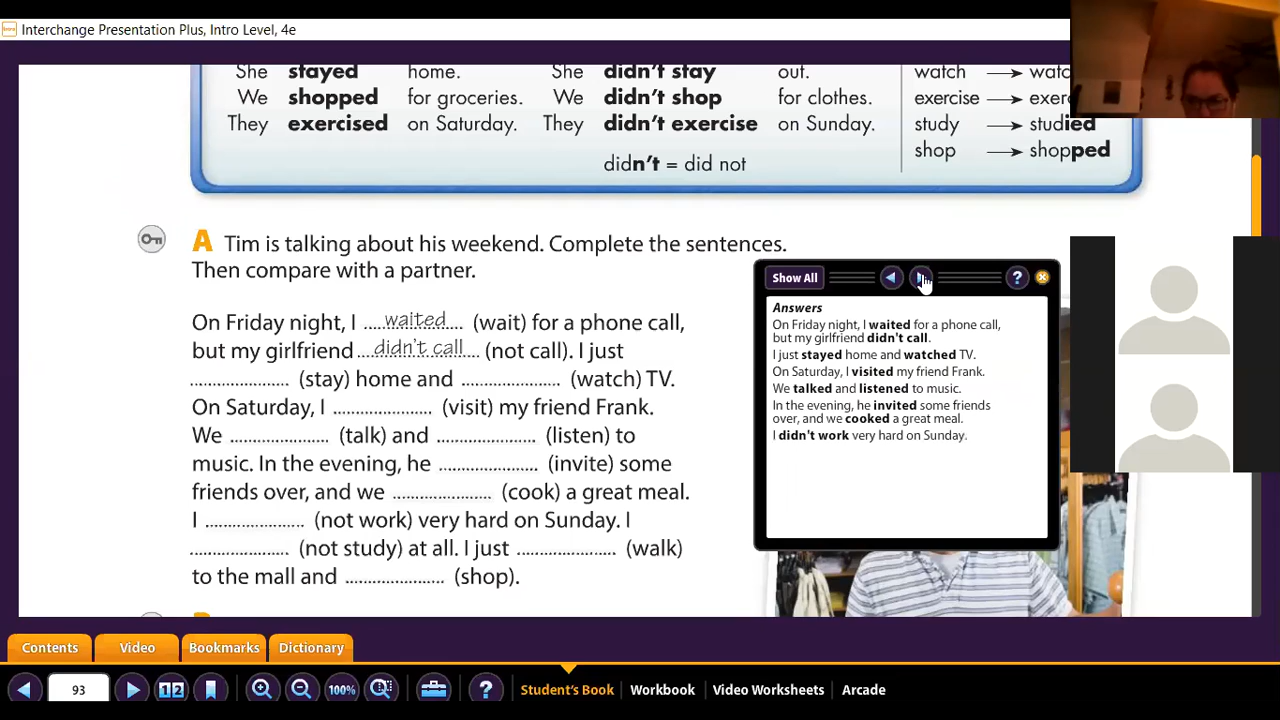 Interchange Presentation Plus, Intro Level, 4e
She stayed home. She didn't stay out. watch → watc
We shopped for groceries. We didn't shop for clothes. exercise → exer
They exercised on Saturday. They didn't exercise on Sunday. study → studied
shop → shopped
didn't = did not
A Tim is talking about his weekend. Complete the sentences.
Then compare with a partner.
On Friday night, I ....waited.... (wait) for a phone call,
but my girlfriend ..didn't call... (not call). I just
...................... (stay) home and ...................... (watch) TV.
On Saturday, I ...................... (visit) my friend Frank.
We ...................... (talk) and ...................... (listen) to
music. In the evening, he ...................... (invite) some
friends over, and we ...................... (cook) a great meal.
I ...................... (not work) very hard on Sunday. I
...................... (not study) at all. I just ...................... (walk)
to the mall and ...................... (shop).
Show All ?
Answers
On Friday night, I waited for a phone call,
but my girlfriend didn't call.
I just stayed home and watched TV.
On Saturday, I visited my friend Frank.
We talked and listened to music.
In the evening, he invited some friends
over, and we cooked a great meal.
I didn't work very hard on Sunday.
Contents Video Bookmarks Dictionary
93 12 100% ? Student's Book Workbook Video Worksheets Arcade